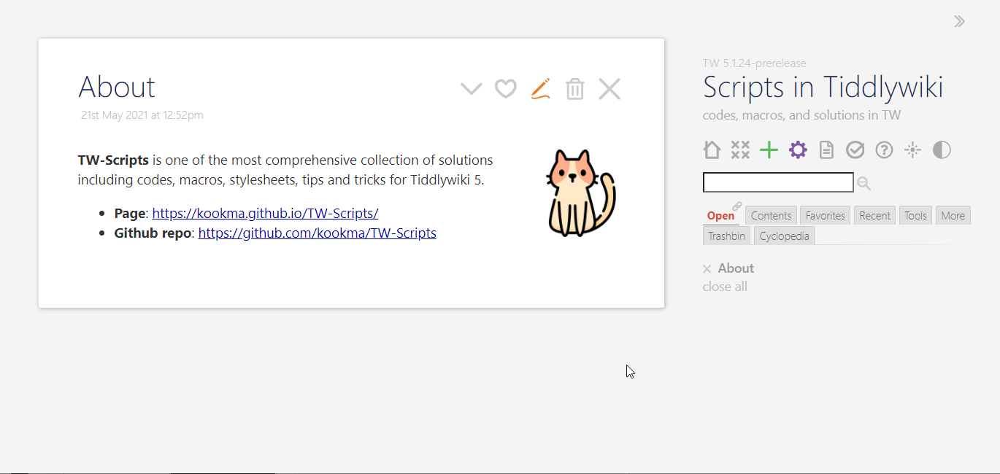 About
21st May 2021 at 12:52pm
TW-Scripts is one of the most comprehensive collection of solutions
including codes, macros, stylesheets, tips and tricks for Tiddlywiki 5.
• Page: https://kookma.github.io/TW-Scripts/
• Github repo: https://github.com/kookma/TW-Scripts
TW 5.1.24-prerelease
Scripts in Tiddlywiki
codes, macros, and solutions in TW
Open Contents Favorites Recent Tools More
Trashbin Cyclopedia
About
close all